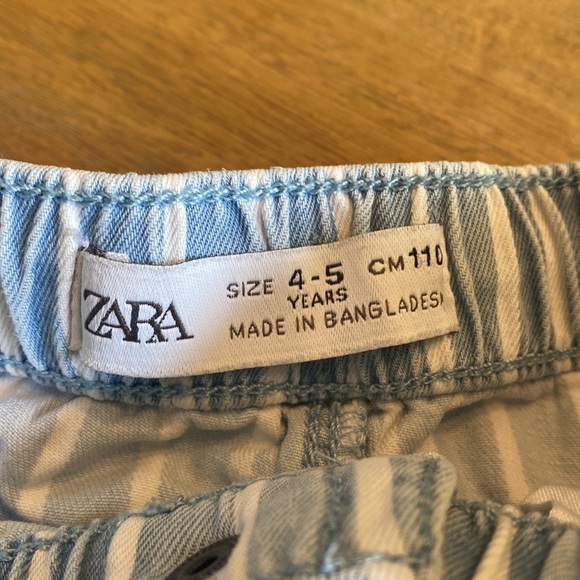 ZARA
SIZE 4-5 CM 110
YEARS
MADE IN BANGLADESH